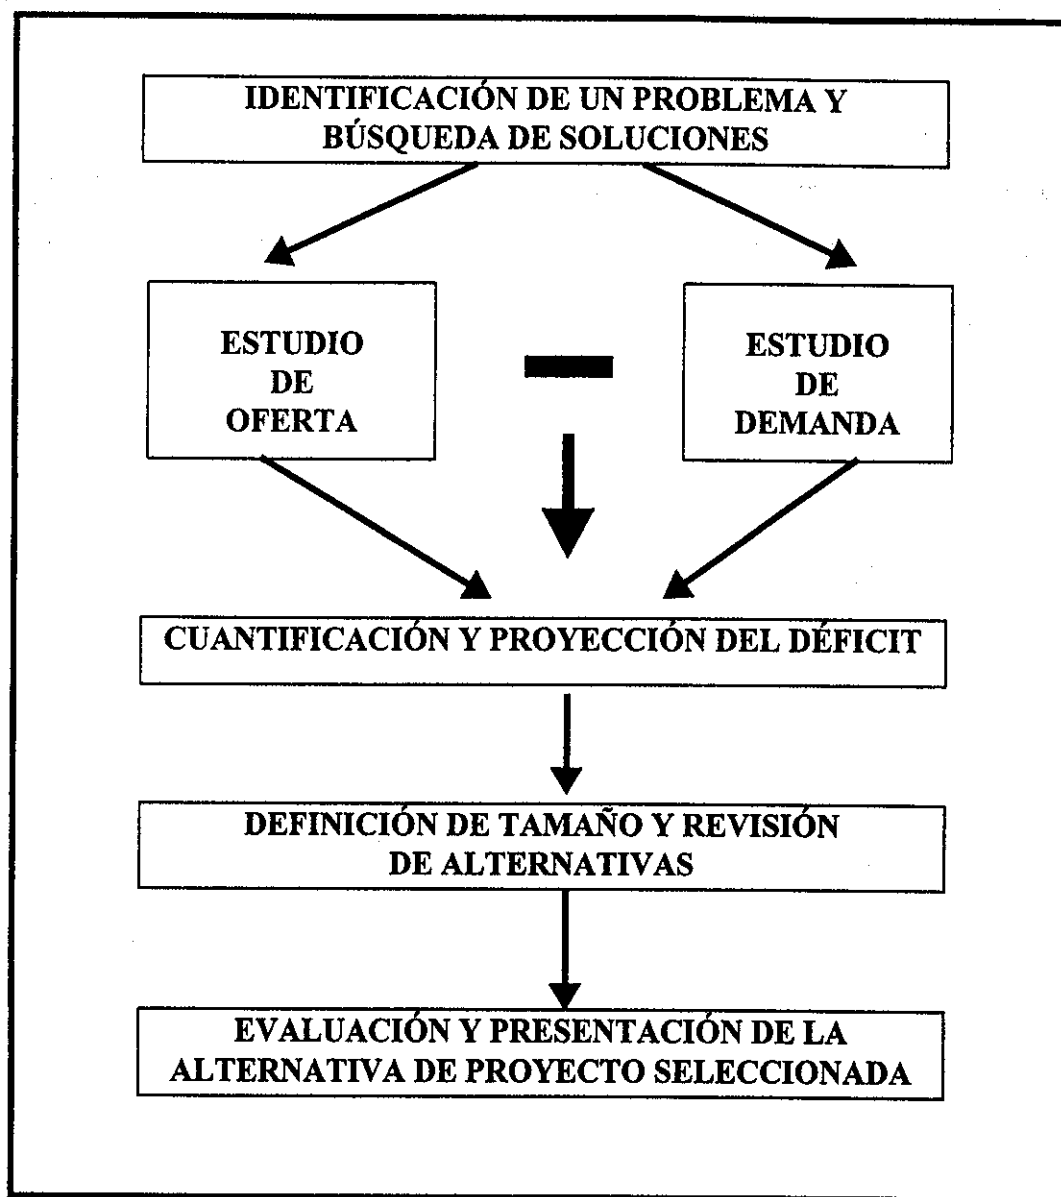 IDENTIFICACIÓN DE UN PROBLEMA Y
BÚSQUEDA DE SOLUCIONES
ESTUDIO
DE
OFERTA
ESTUDIO
DE
DEMANDA
CUANTIFICACIÓN Y PROYECCIÓN DEL DÉFICIT
DEFINICIÓN DE TAMAÑO Y REVISIÓN
DE ALTERNATIVAS
EVALUACIÓN Y PRESENTACIÓN DE LA
ALTERNATIVA DE PROYECTO SELECCIONADA